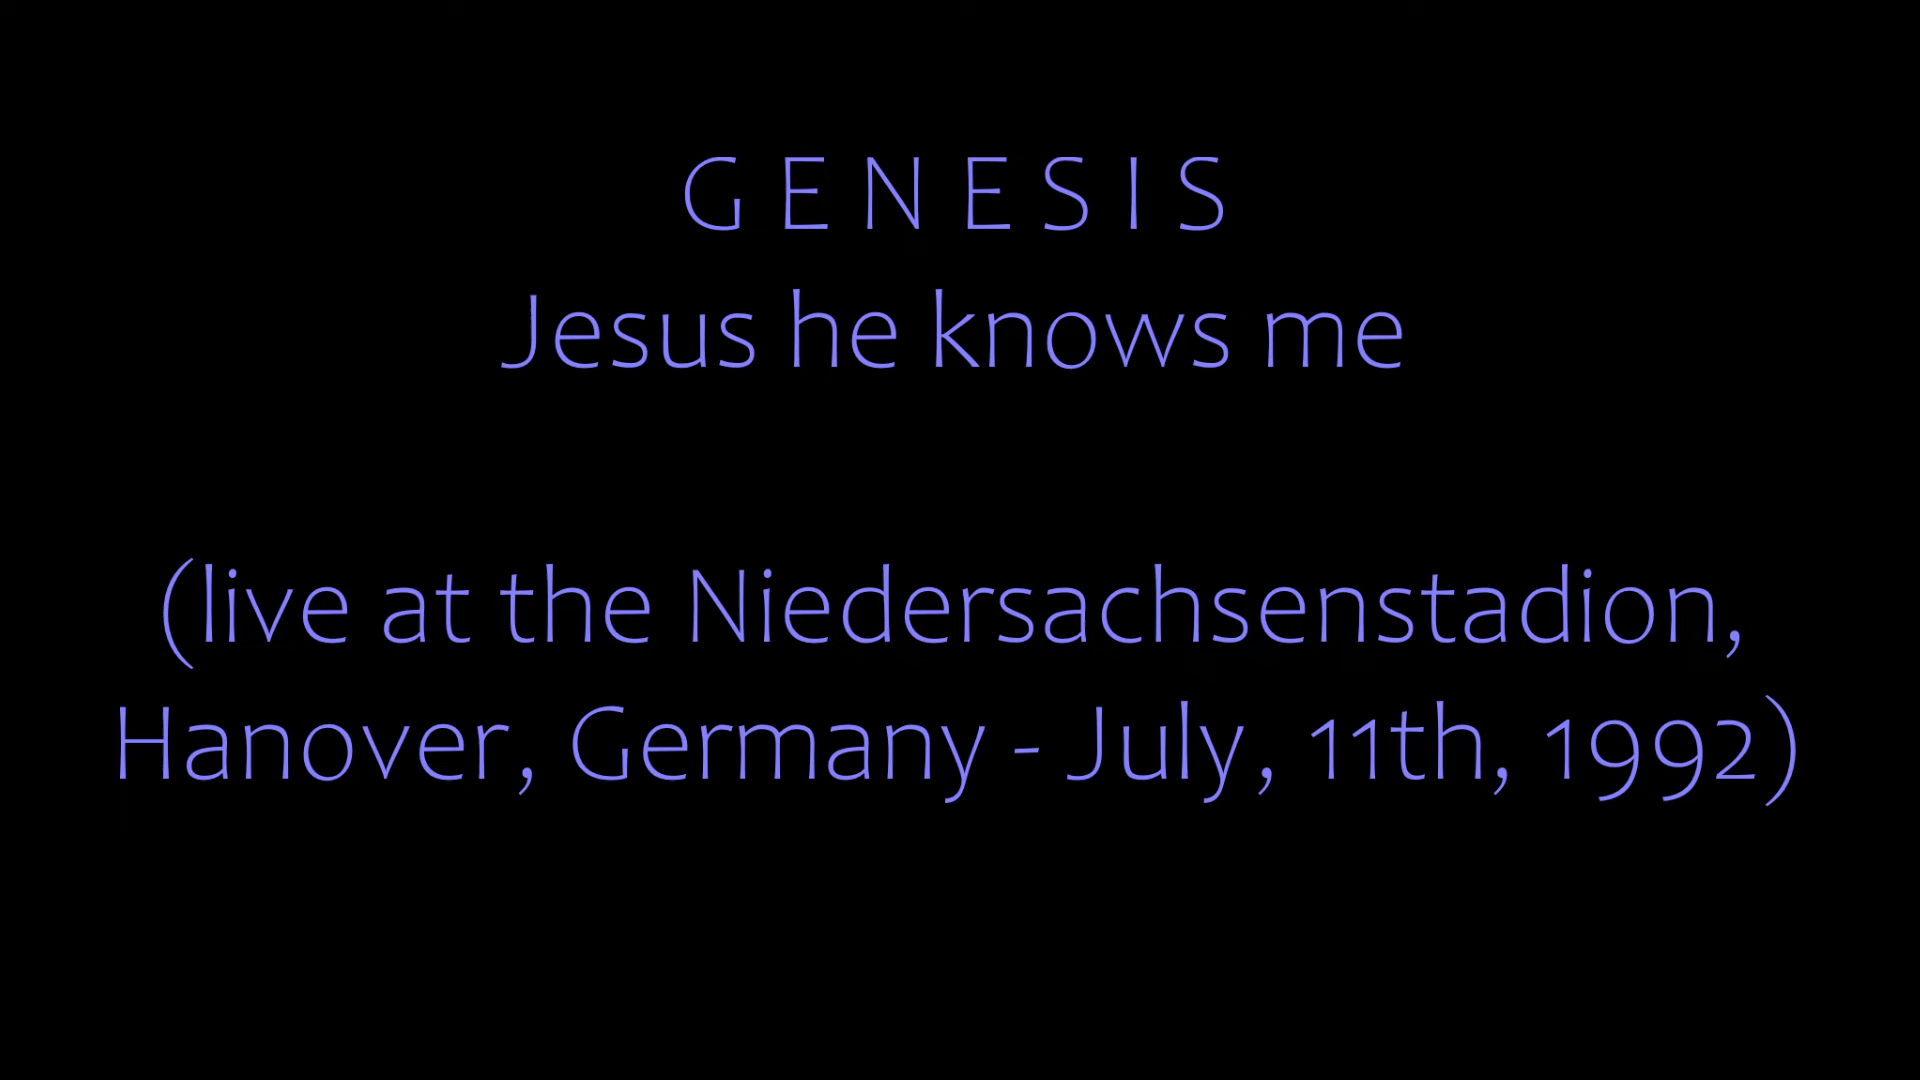 G E N E S I S
Jesus he knows me
(live at the Niedersachsenstadion,
Hanover, Germany - July, 11th, 1992)